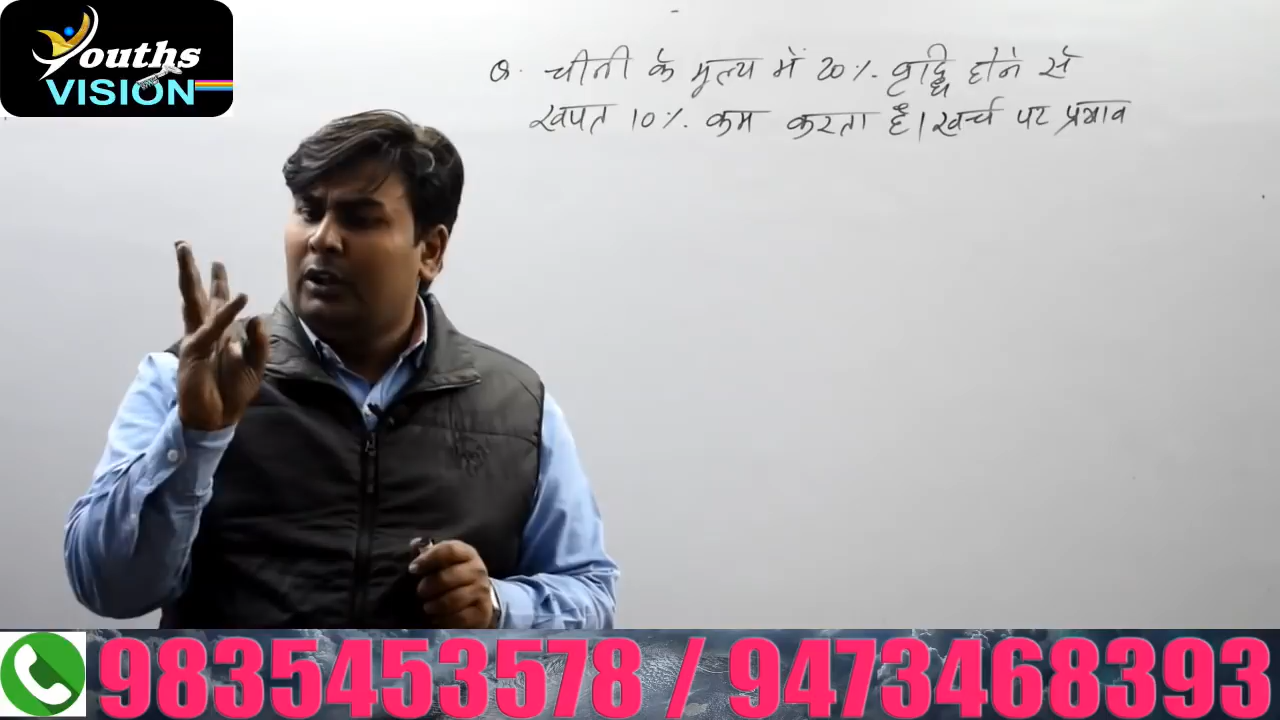 Youths
VISION
Q. चीनी के मूल्य में 20%. वृद्धि होने से
खपत 10%. कम करता है। खर्च पर प्रभाव
9835453578 / 9473468393